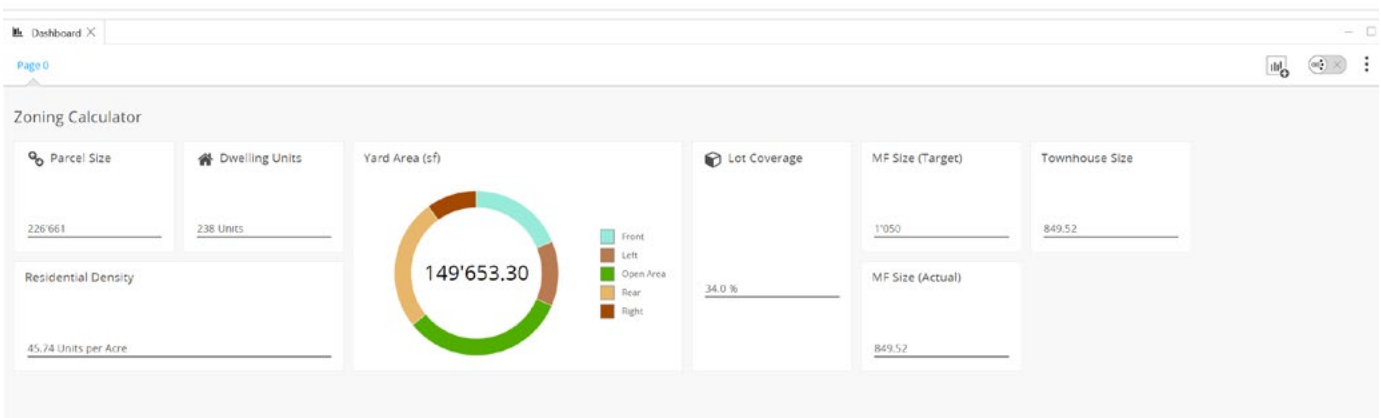 Dashboard
Page 0
Zoning Calculator
Parcel Size
226'661
Dwelling Units
238 Units
Residential Density
45.74 Units per Acre
Yard Area (sf)
149'653.30
Front
Left
Open Area
Rear
Right
Lot Coverage
34.0 %
MF Size (Target)
1'050
Townhouse Size
849.52
MF Size (Actual)
849.52